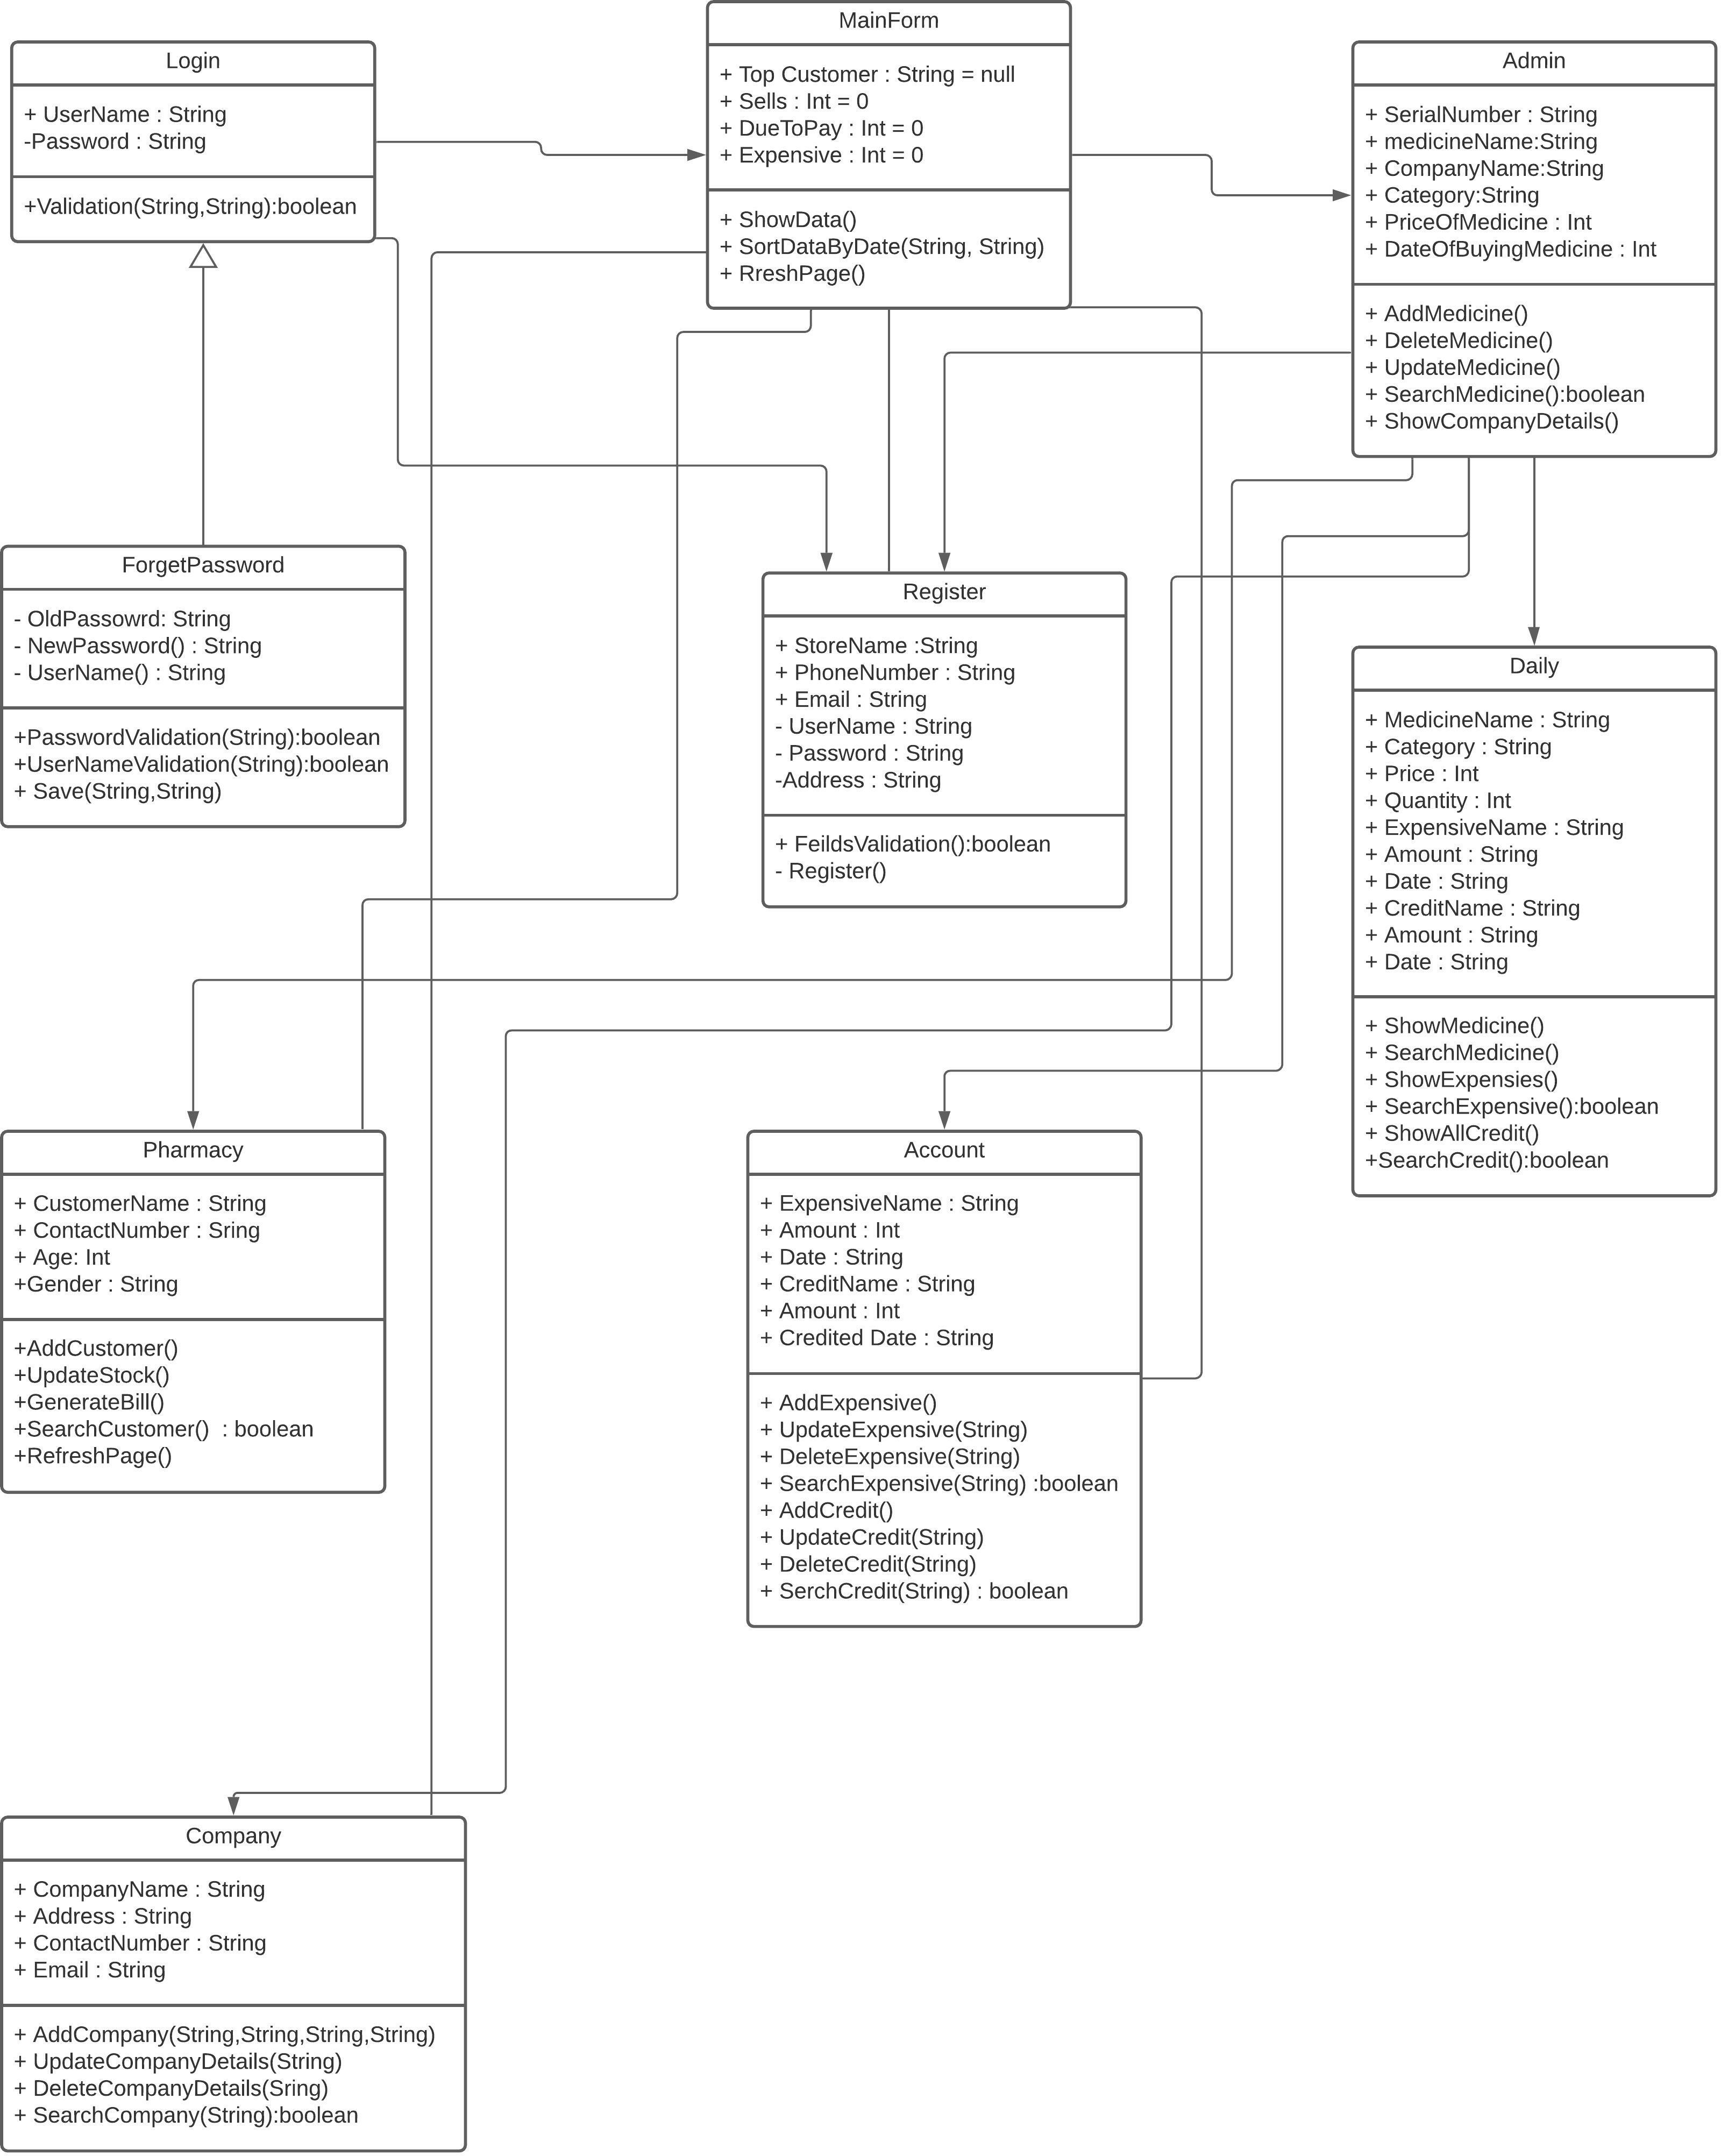 MainForm
+ Top Customer : String = null
+ Sells : Int = 0
+ DueToPay : Int = 0
+ Expensive : Int = 0
+ ShowData()
+ SortDataByDate(String, String)
+ RreshPage()
Login
+ UserName : String
-Password : String
+Validation(String,String):boolean
Admin
+ SerialNumber : String
+ medicineName:String
+ CompanyName:String
+ Category:String
+ PriceOfMedicine : Int
+ DateOfBuyingMedicine : Int
+ AddMedicine()
+ DeleteMedicine()
+ UpdateMedicine()
+ SearchMedicine():boolean
+ ShowCompanyDetails()
ForgetPassword
- OldPassowrd: String
- NewPassword() : String
- UserName() : String
+PasswordValidation(String):boolean
+UserNameValidation(String):boolean
+ Save(String,String)
Register
+ StoreName :String
+ PhoneNumber : String
+ Email : String
- UserName : String
- Password : String
-Address : String
+ FeildsValidation():boolean
- Register()
Daily
+ MedicineName : String
+ Category : String
+ Price : Int
+ Quantity : Int
+ ExpensiveName : String
+ Amount : String
+ Date : String
+ CreditName : String
+ Amount : String
+ Date : String
+ ShowMedicine()
+ SearchMedicine()
+ ShowExpensies()
+ SearchExpensive():boolean
+ ShowAllCredit()
+SearchCredit():boolean
Pharmacy
+ CustomerName : String
+ ContactNumber : Sring
+ Age: Int
+Gender : String
+AddCustomer()
+UpdateStock()
+GenerateBill()
+SearchCustomer()  : boolean
+RefreshPage()
Account
+ ExpensiveName : String
+ Amount : Int
+ Date : String
+ CreditName : String
+ Amount : Int
+ Credited Date : String
+ AddExpensive()
+ UpdateExpensive(String)
+ DeleteExpensive(String)
+ SearchExpensive(String) :boolean
+ AddCredit()
+ UpdateCredit(String)
+ DeleteCredit(String)
+ SerchCredit(String) : boolean
Company
+ CompanyName : String
+ Address : String
+ ContactNumber : String
+ Email : String
+ AddCompany(String,String,String,String)
+ UpdateCompanyDetails(String)
+ DeleteCompanyDetails(Sring)
+ SearchCompany(String):boolean